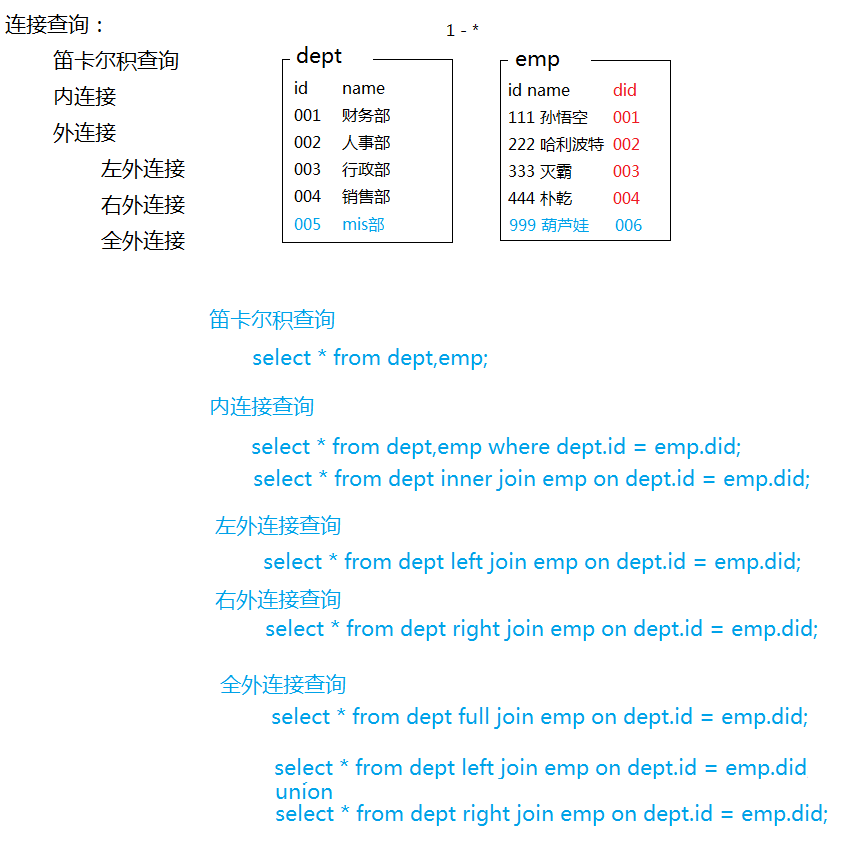 连接查询：
笛卡尔积查询
内连接
外连接
左外连接
右外连接
全外连接
1 - *
dept
id name
001 财务部
002 人事部
003 行政部
004 销售部
005 mis部
emp
id name did
111 孙悟空 001
222 哈利波特 002
333 灭霸 003
444 朴乾 004
999 葫芦娃 006
笛卡尔积查询
select * from dept,emp;
内连接查询
select * from dept,emp where dept.id = emp.did;
select * from dept inner join emp on dept.id = emp.did;
左外连接查询
select * from dept left join emp on dept.id = emp.did;
右外连接查询
select * from dept right join emp on dept.id = emp.did;
全外连接查询
select * from dept full join emp on dept.id = emp.did;
select * from dept left join emp on dept.id = emp.did
union
select * from dept right join emp on dept.id = emp.did;